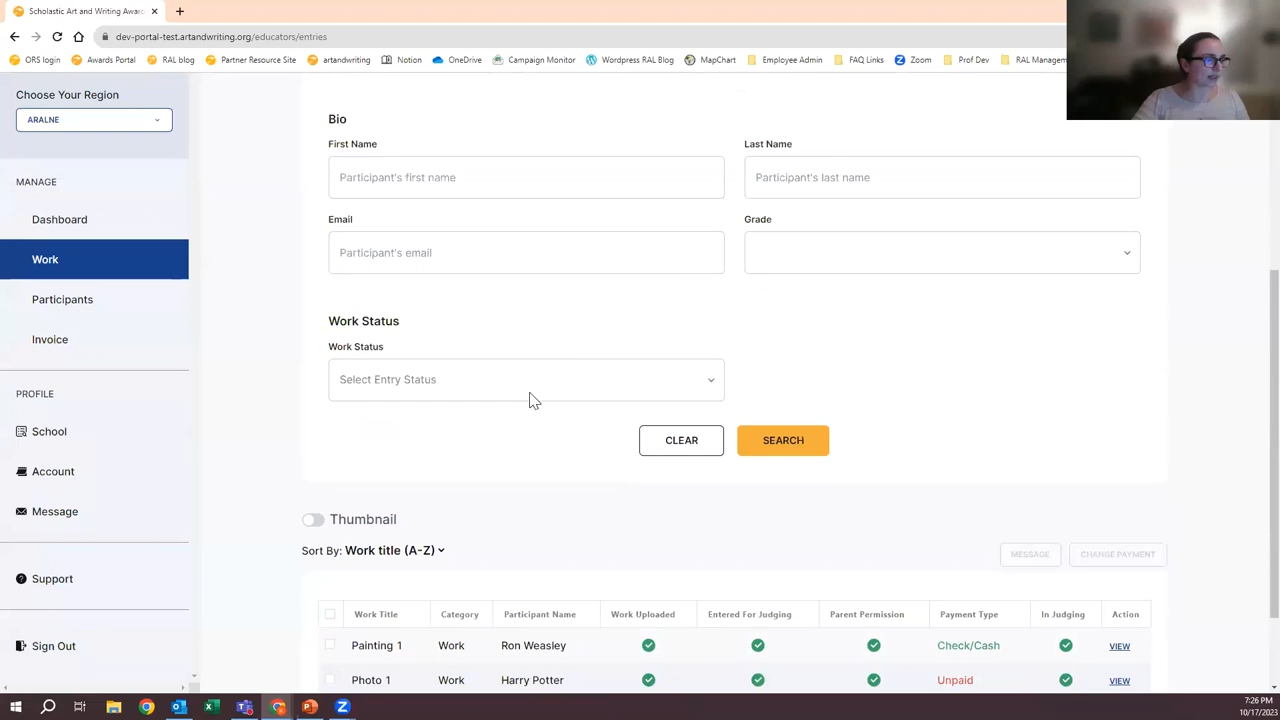 Scholastic Art and Writing Awar
dev-portal-test.artandwriting.org/educators/entries
ORS login
Awards Portal
RAL blog
Partner Resource Site
artandwriting
Notion
OneDrive
Campaign Monitor
Wordpress RAL Blog
MapChart
Employee Admin
FAQ Links
Zoom
Prof Dev
RAL Managem
Choose Your Region
ARALNE
MANAGE
Dashboard
Work
Participants
Invoice
PROFILE
School
Account
Message
Support
Sign Out
Bio
First Name
Last Name
Participant's first name
Participant's last name
Email
Grade
Participant's email
Work Status
Work Status
Select Entry Status
CLEAR
SEARCH
Thumbnail
Sort By: Work title (A-Z)
MESSAGE
CHANGE PAYMENT
Work Title
Category
Participant Name
Work Uploaded
Entered For Judging
Parent Permission
Payment Type
In Judging
Action
Painting 1
Work
Ron Weasley
Check/Cash
VIEW
Photo 1
Work
Harry Potter
Unpaid
VIEW
7:26 PM
10/17/2023